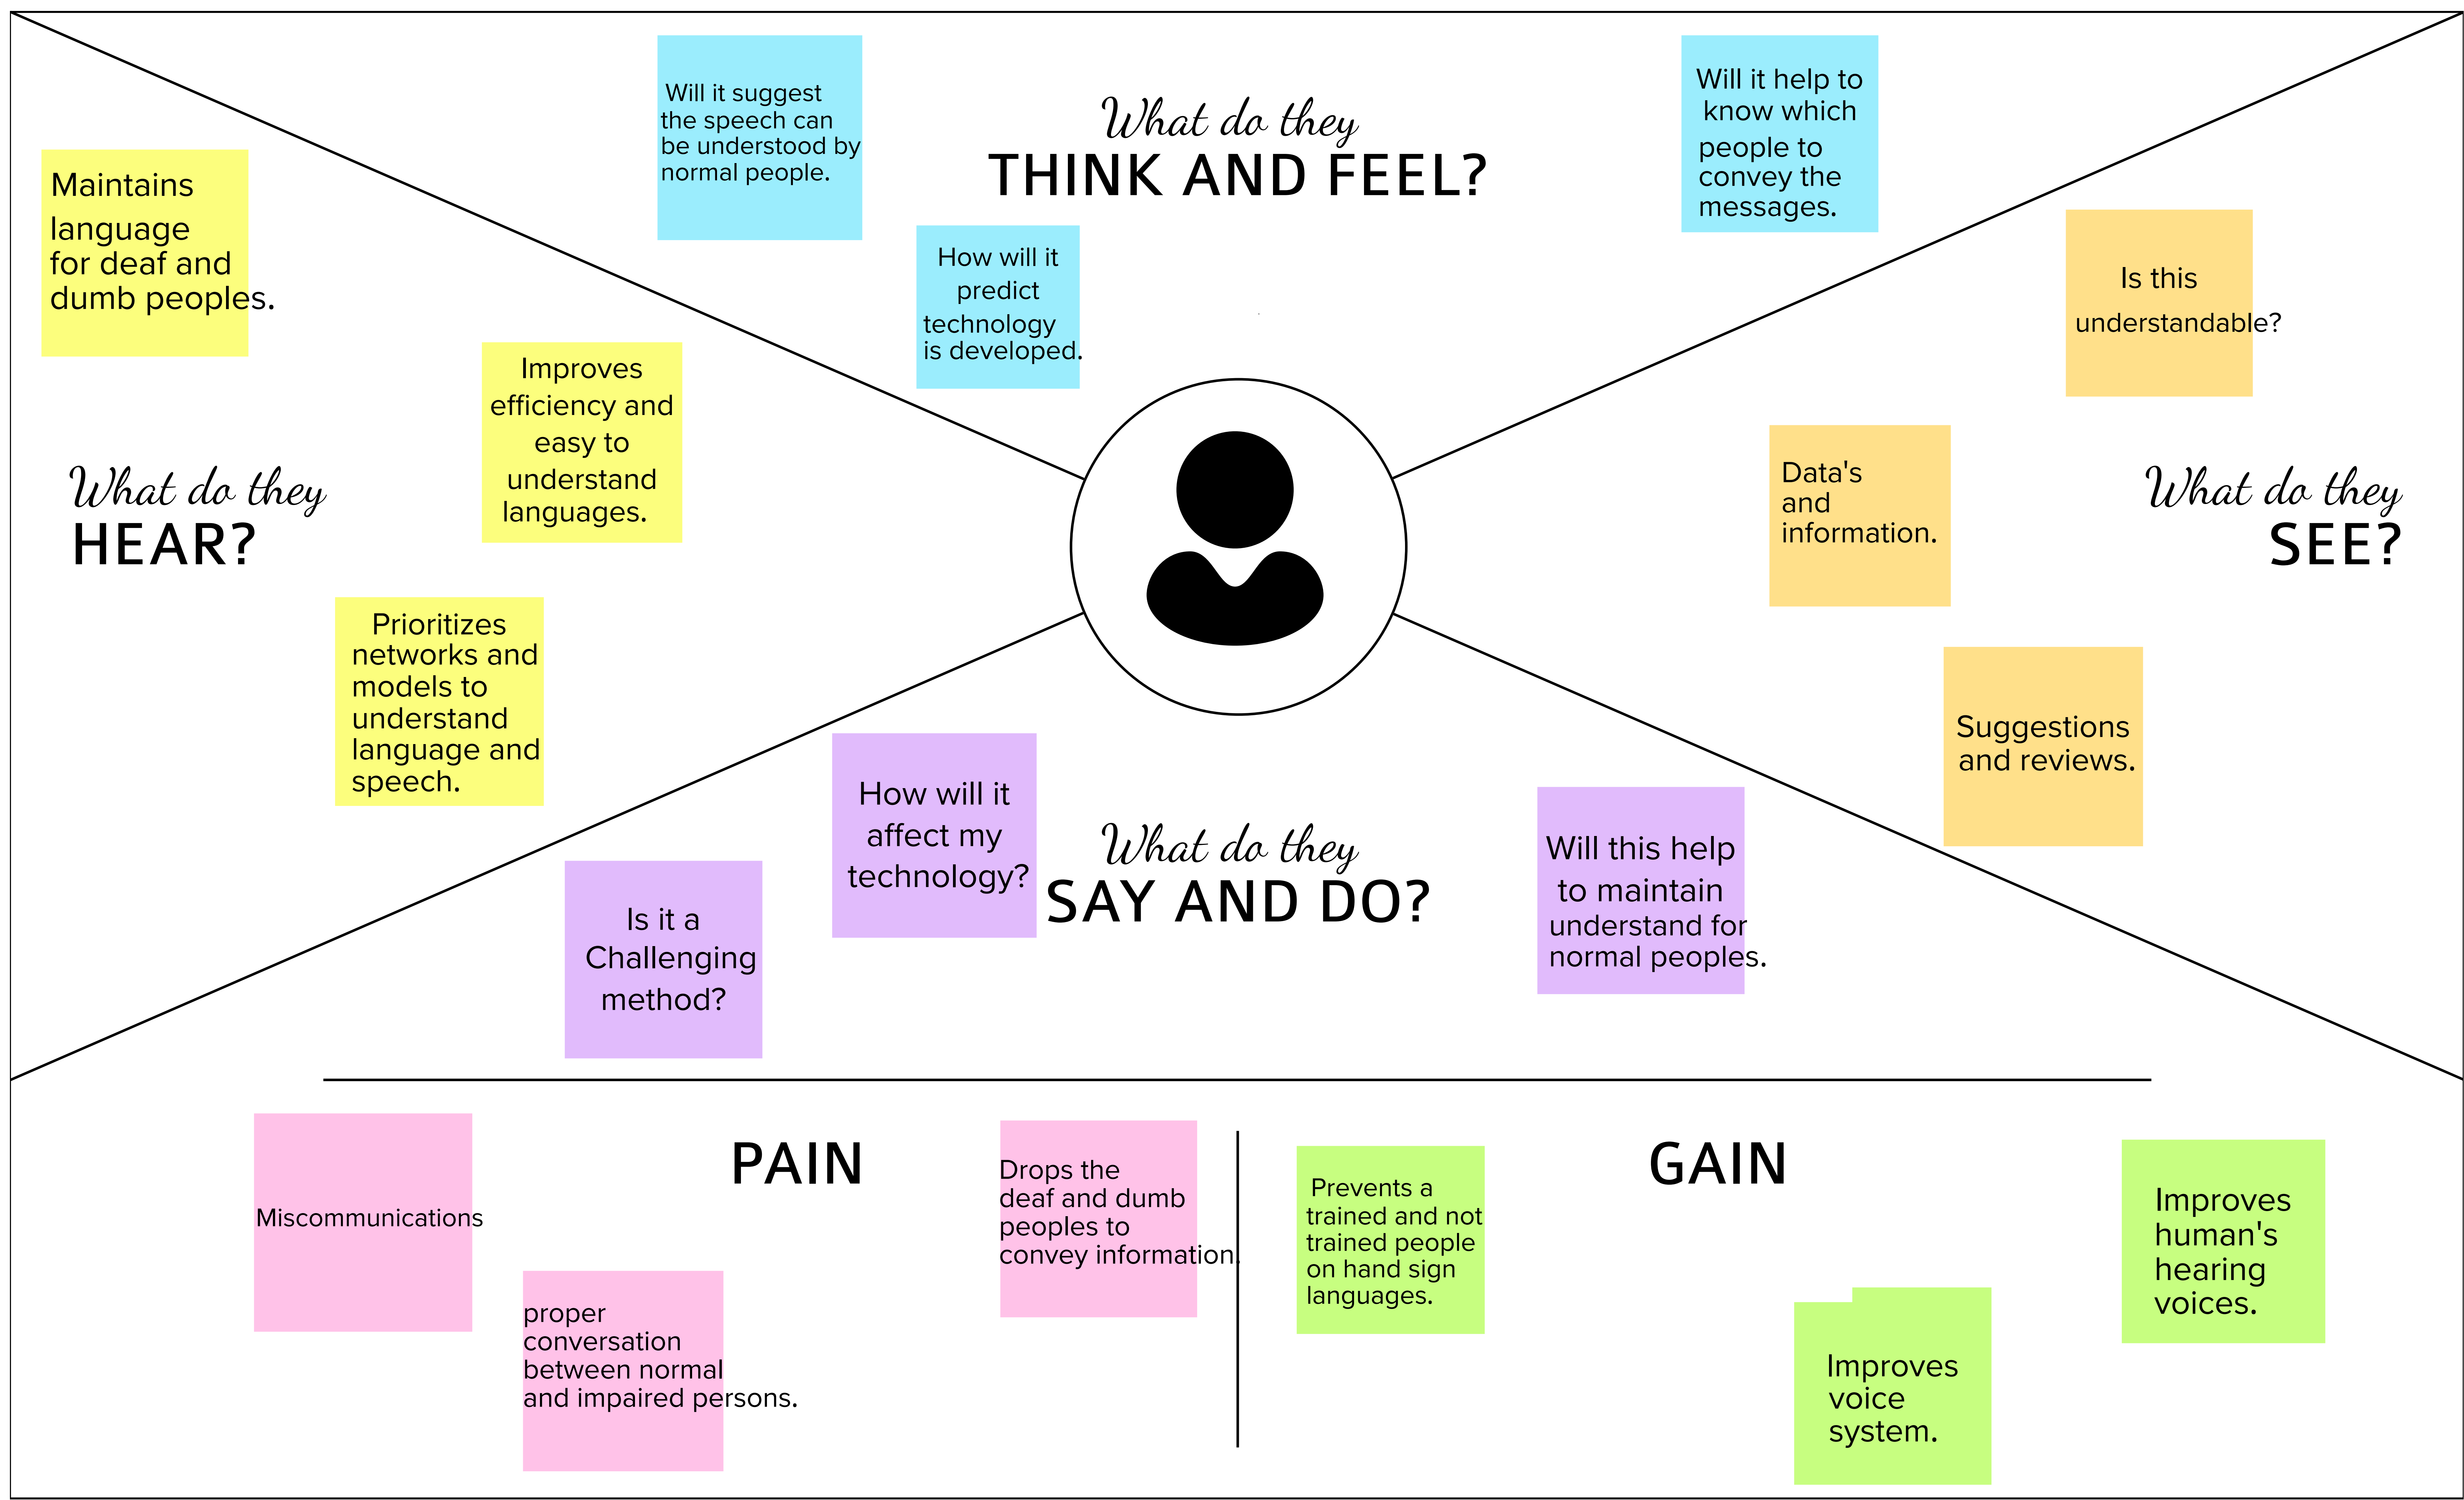 Will it suggest
the speech can
be understood by
normal people.
What do they
THINK AND FEEL?
Will it help to
know which
people to
convey the
messages.
How will it
predict
technology
is developed.
Maintains
language
for deaf and
dumb peoples.
Improves
efficiency and
easy to
understand
languages.
What do they
HEAR?
Prioritizes
networks and
models to
understand
language and
speech.
Is this
understandable?
Data's
and
information.
What do they
SEE?
Suggestions
and reviews.
How will it
affect my
technology?
Is it a
Challenging
method?
What do they
SAY AND DO?
Will this help
to maintain
understand for
normal peoples.
PAIN
Miscommunications
proper
conversation
between normal
and impaired persons.
Drops the
deaf and dumb
peoples to
convey information.
GAIN
Prevents a
trained and not
trained people
on hand sign
languages.
Improves
voice
system.
Improves
human's
hearing
voices.